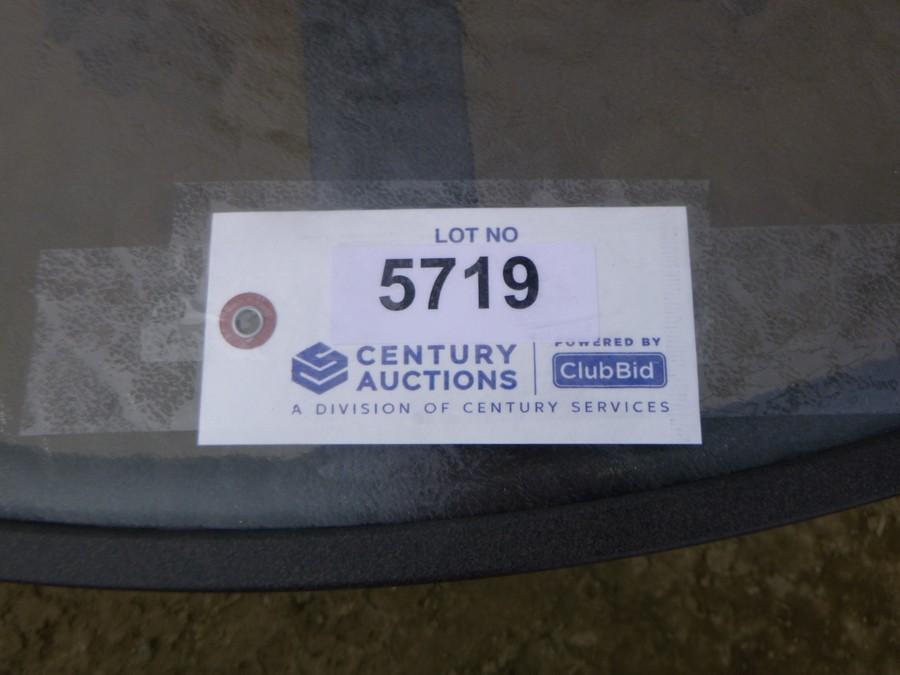 LOT NO
5719
CENTURY AUCTIONS
POWERED BY
ClubBid
A DIVISION OF CENTURY SERVICES